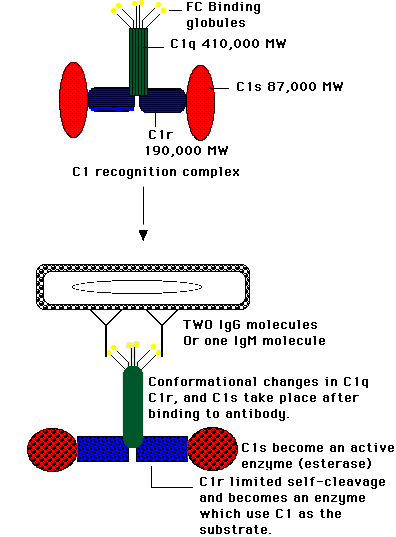 FC Binding
globules
C1q 410,000 MW
C1s 87,000 MW
C1r
190,000 MW
C1 recognition complex
TWO IgG molecules
Or one IgM molecule
Conformational changes in C1q
C1r, and C1s take place after
binding to antibody.
C1s become an active
enzyme (esterase)
C1r limited self-cleavage
and becomes an enzyme
which use C1 as the
substrate.